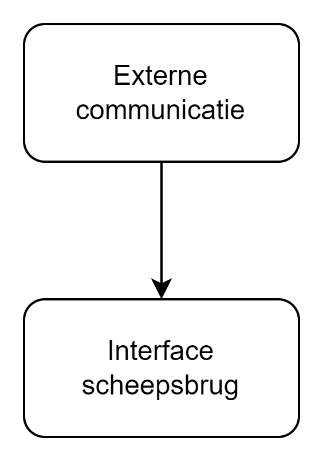 Externe
communicatie
Interface
scheepsbrug